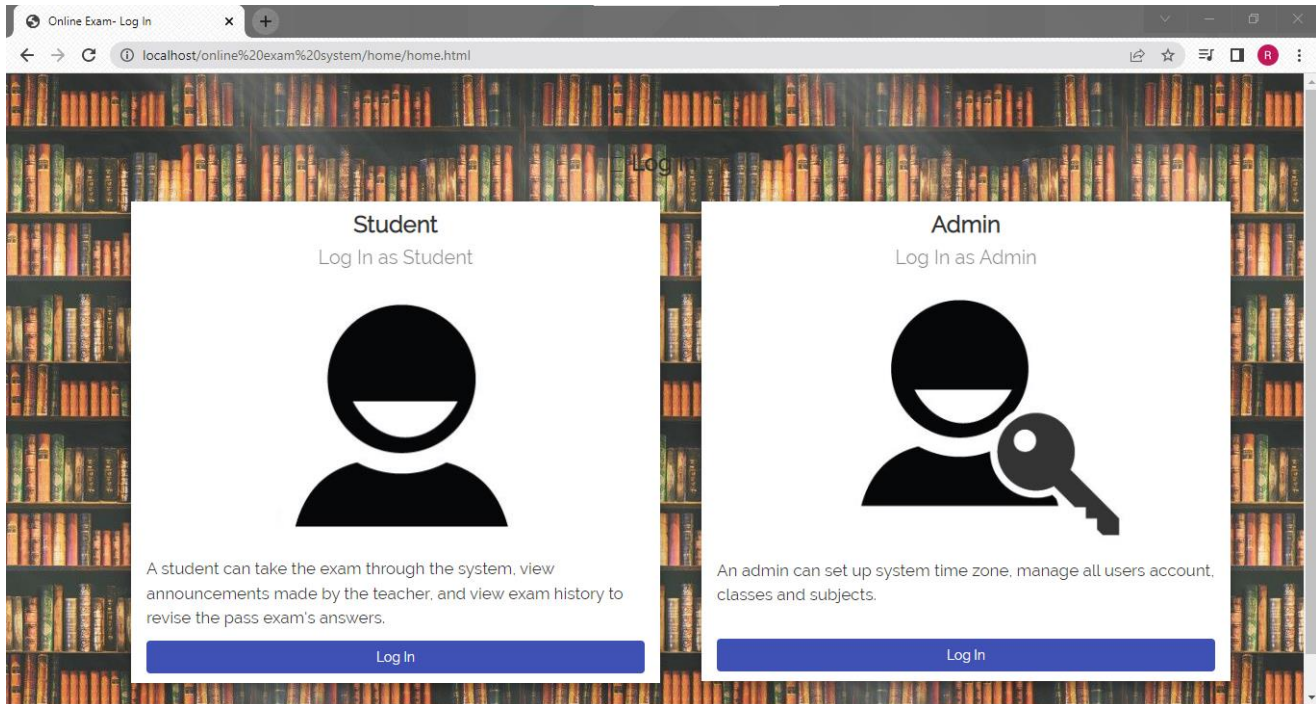 Online Exam- Log In
localhost/online%20exam%20system/home/home.html
R
Log In
Student
Log In as Student
A student can take the exam through the system, view
announcements made by the teacher, and view exam history to
revise the pass exam's answers.
Log In
Admin
Log In as Admin
An admin can set up system time zone, manage all users account,
classes and subjects.
Log In